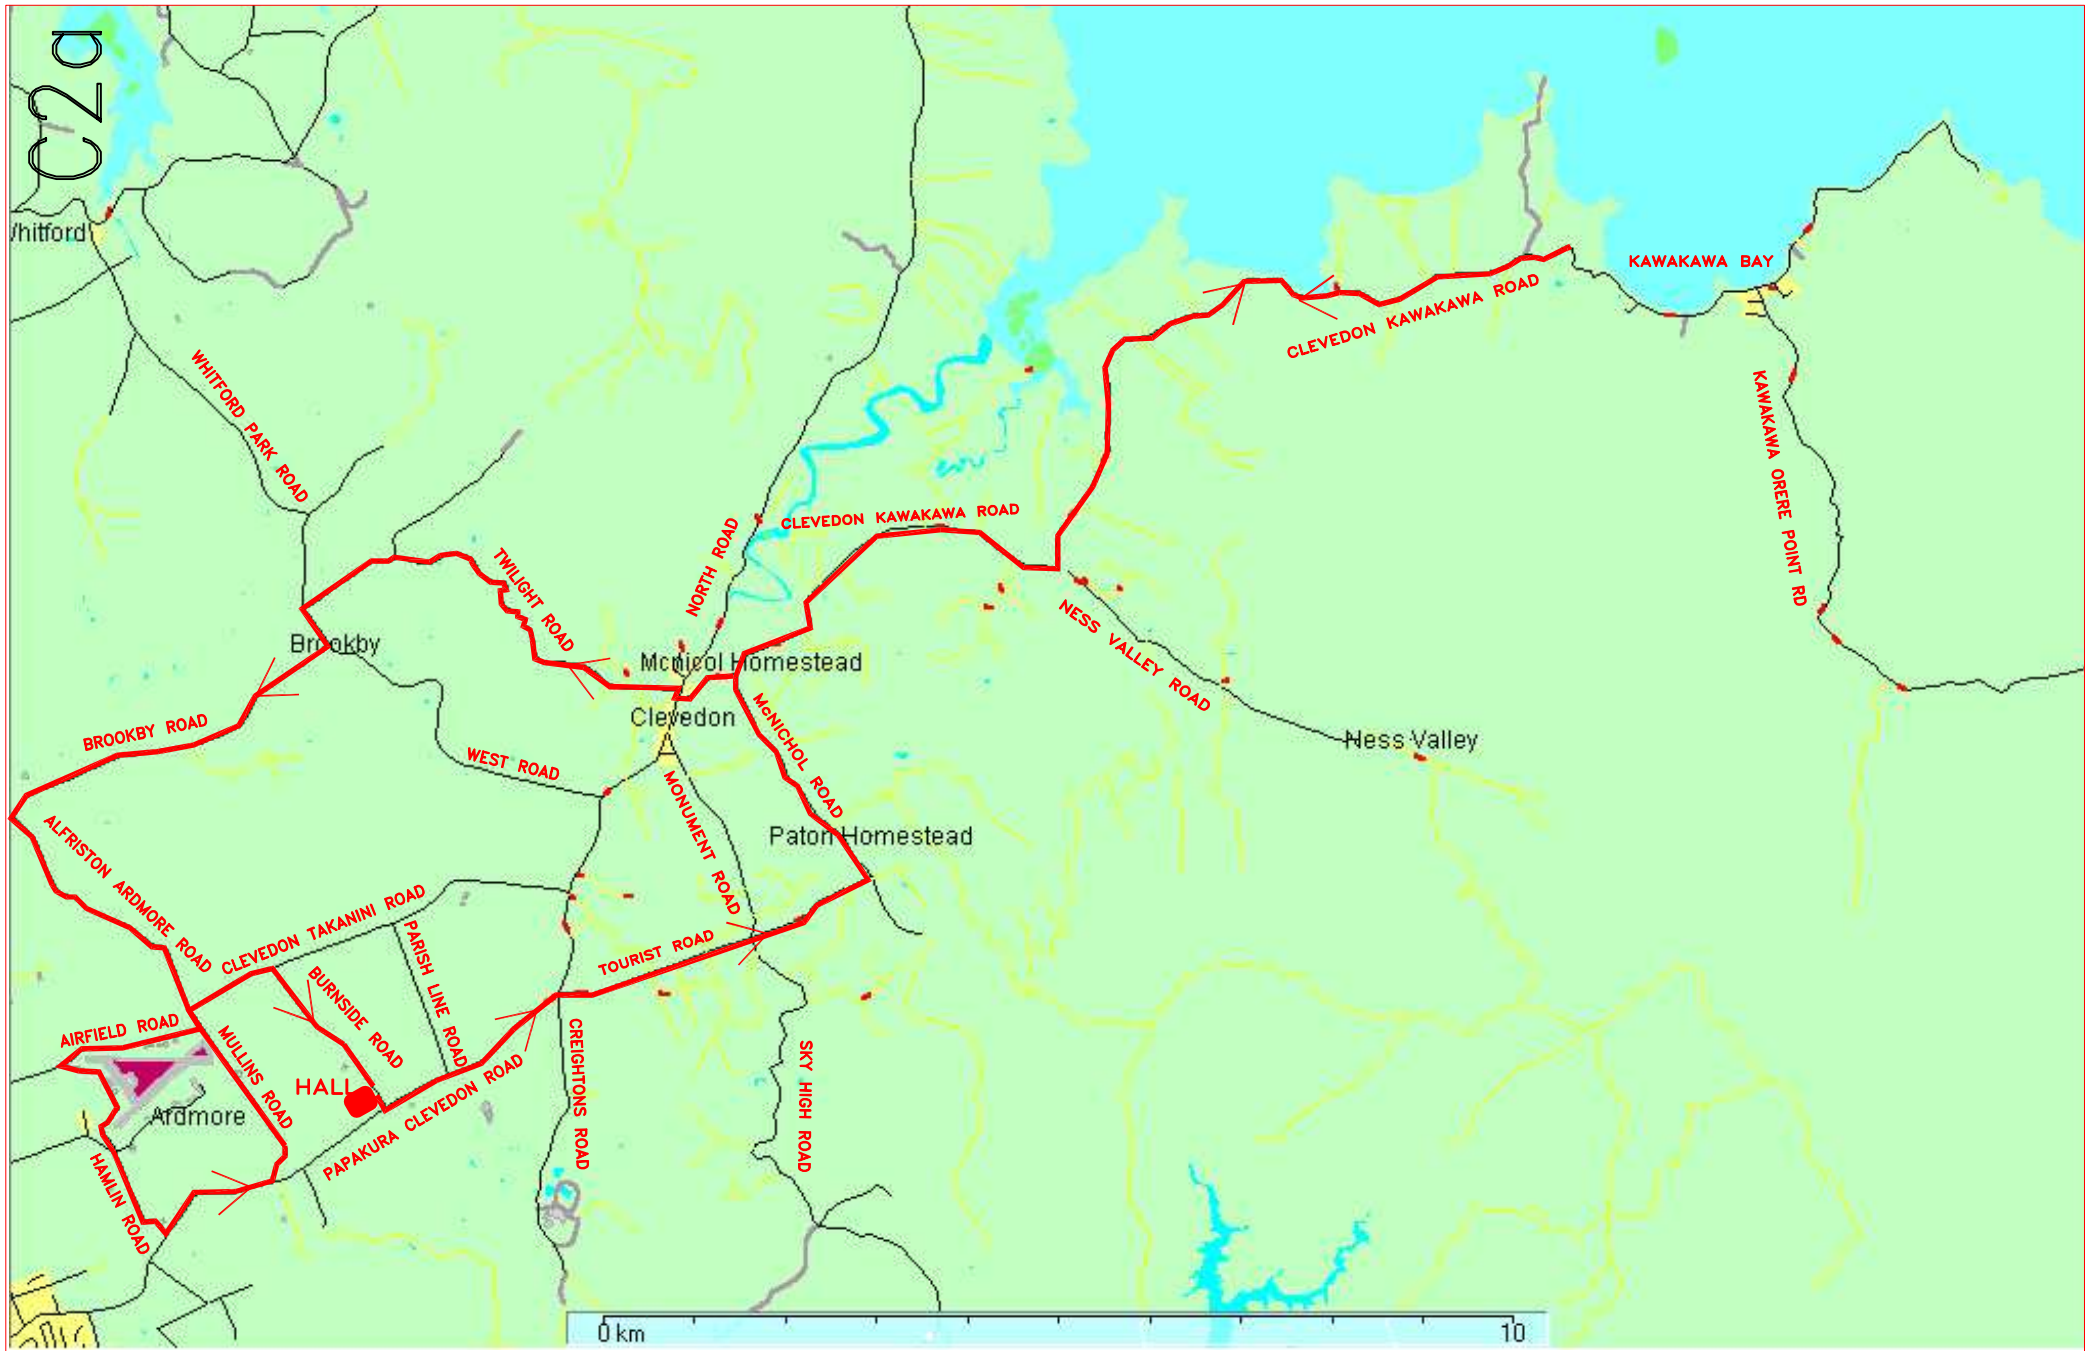 C2a
/hitford
KAWAKAWA BAY
CLEVEDON KAWAKAWA ROAD
WHITFORD PARK ROAD
KAWAKAWA ORERE POINT RD
CLEVEDON KAWAKAWA ROAD
NORTH ROAD
TWILIGHT ROAD
Brookby
Mcnicol Homestead
NESS VALLEY ROAD
Clevedon
McNICHOL ROAD
BROOKBY ROAD
WEST ROAD
Ness Valley
MONUMENT ROAD
Paton Homestead
ALFRISTON ARDMORE ROAD
CLEVEDON TAKANINI ROAD
PARISH LINE ROAD
TOURIST ROAD
BURNSIDE ROAD
AIRFIELD ROAD
MULLINS ROAD
CREIGHTONS ROAD
SKY HIGH ROAD
HALL
Ardmore
PAPAKURA CLEVEDON ROAD
HAMLIN ROAD
0 km
10